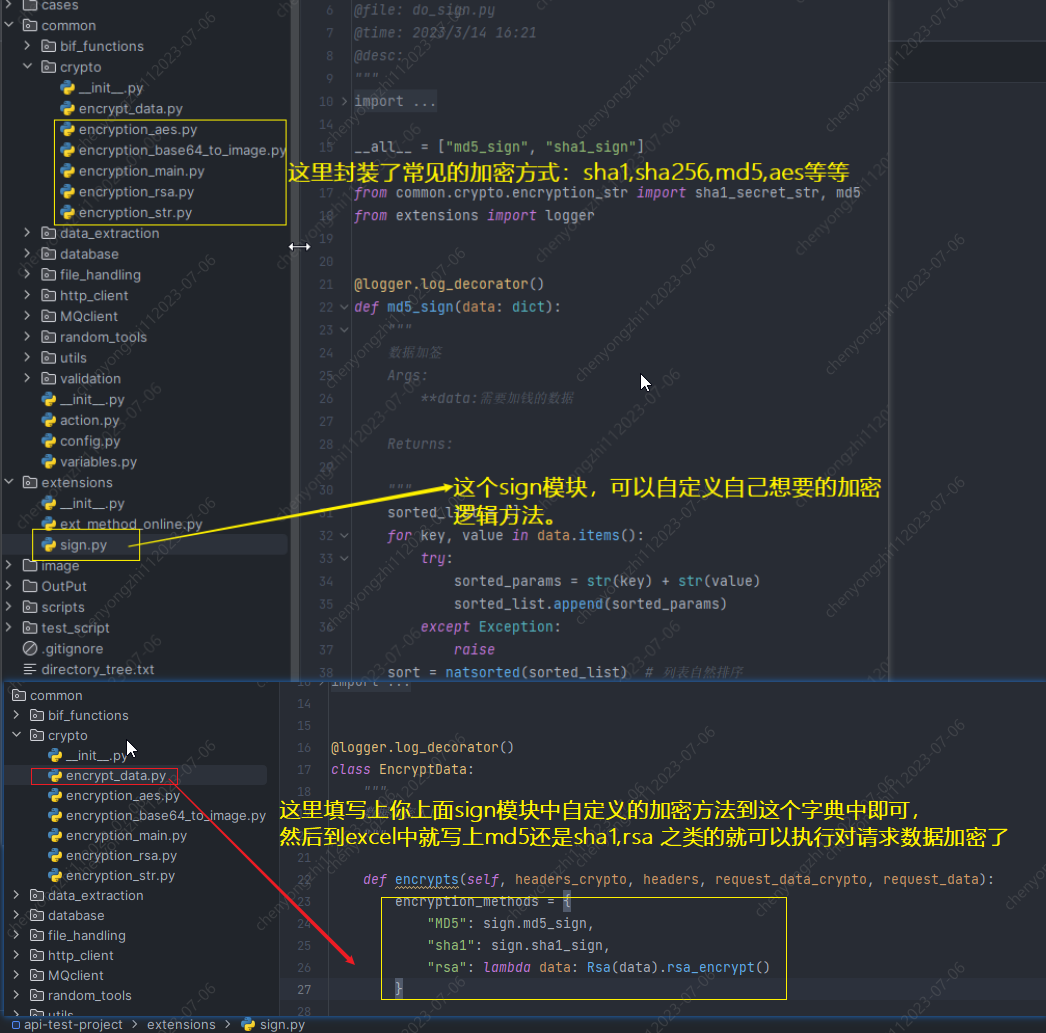 cases
common
bif_functions
crypto
__init__.py
encrypt_data.py
encryption_aes.py
encryption_base64_to_image.py
encryption_main.py
encryption_rsa.py
encryption_str.py
data_extraction
database
file_handling
http_client
MQclient
random_tools
utils
validation
__init__.py
action.py
config.py
variables.py
extensions
__init__.py
ext_method_online.py
sign.py
image
OutPut
scripts
test_script
.gitignore
directory_tree.txt
6 @file: do_sign.py
7 @time: 2023/3/14 16:21
8 @desc:
9 """
10 import ...
14
15 __all__ = ["md5_sign", "sha1_sign"]
这里封装了常见的加密方式：sha1,sha256,md5,aes等等
17 from common.crypto.encryption_str import sha1_secret_str, md5
18 from extensions import logger
19
20
21 @logger.log_decorator()
22 def md5_sign(data: dict):
23 """
24 数据加签
25 Args:
26 **data:需要加钱的数据
27
28 Returns:
29
30 """
这个sign模块，可以自定义自己想要的加密
逻辑方法。
sorted_li
32 for key, value in data.items():
33 try:
34 sorted_params = str(key) + str(value)
35 sorted_list.append(sorted_params)
36 except Exception:
37 raise
38 sort = natsorted(sorted_list) # 列表自然排序
common
bif_functions
crypto
__init__.py
encrypt_data.py
encryption_aes.py
encryption_base64_to_image.py
encryption_main.py
encryption_rsa.py
encryption_str.py
data_extraction
database
file_handling
http_client
MQclient
random_tools
utils
import ...
14
15
16 @logger.log_decorator()
17 class EncryptData:
18 """
这里填写上你上面sign模块中自定义的加密方法到这个字典中即可，
然后到excel中就写上md5还是sha1,rsa 之类的就可以执行对请求数据加密了
21
22 def encrypts(self, headers_crypto, headers, request_data_crypto, request_data):
23 encryption_methods = {
24 "MD5": sign.md5_sign,
25 "sha1": sign.sha1_sign,
26 "rsa": lambda data: Rsa(data).rsa_encrypt()
27 }
28
api-test-project > extensions > sign.py
chenyongzhi112023-07-06